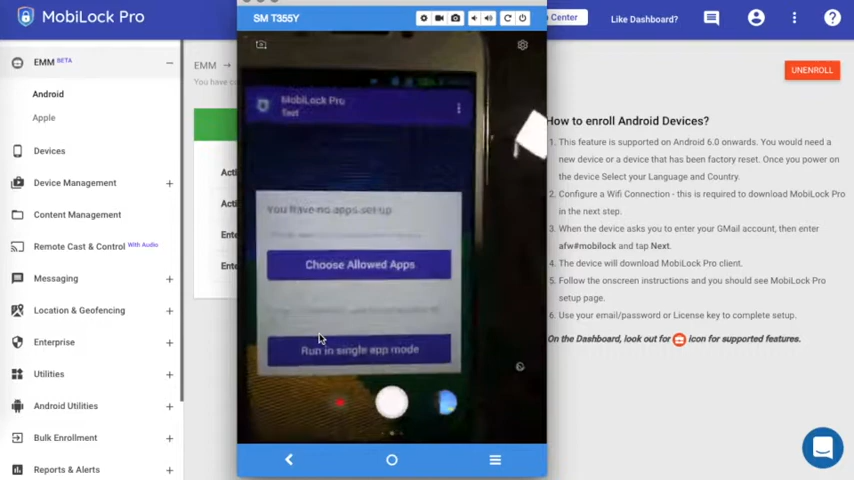 MobiLock Pro
SM T355Y
Center
Like Dashboard?
EMM BETA
Android
Apple
Devices
Device Management
Content Management
Remote Cast & Control With Audio
Messaging
Location & Geofencing
Enterprise
Utilities
Android Utilities
Bulk Enrollment
Reports & Alerts
EMM →
You have
Acti
Acti
Ente
Ente
MobiLock Pro
Test
You have no apps set up
Choose Allowed Apps
Run in single app mode
UNENROLL
How to enroll Android Devices?
1. This feature is supported on Android 6.0 onwards. You would need a
new device or a device that has been factory reset. Once you power on
the device Select your Language and Country.
2. Configure a Wifi Connection - this is required to download MobiLock Pro
in the next step.
3. When the device asks you to enter your GMail account, then enter
afw#mobilock and tap Next.
4. The device will download MobiLock Pro client.
5. Follow the onscreen instructions and you should see MobiLock Pro
setup page.
6. Use your email/password or License key to complete setup.
On the Dashboard, look out for icon for supported features.